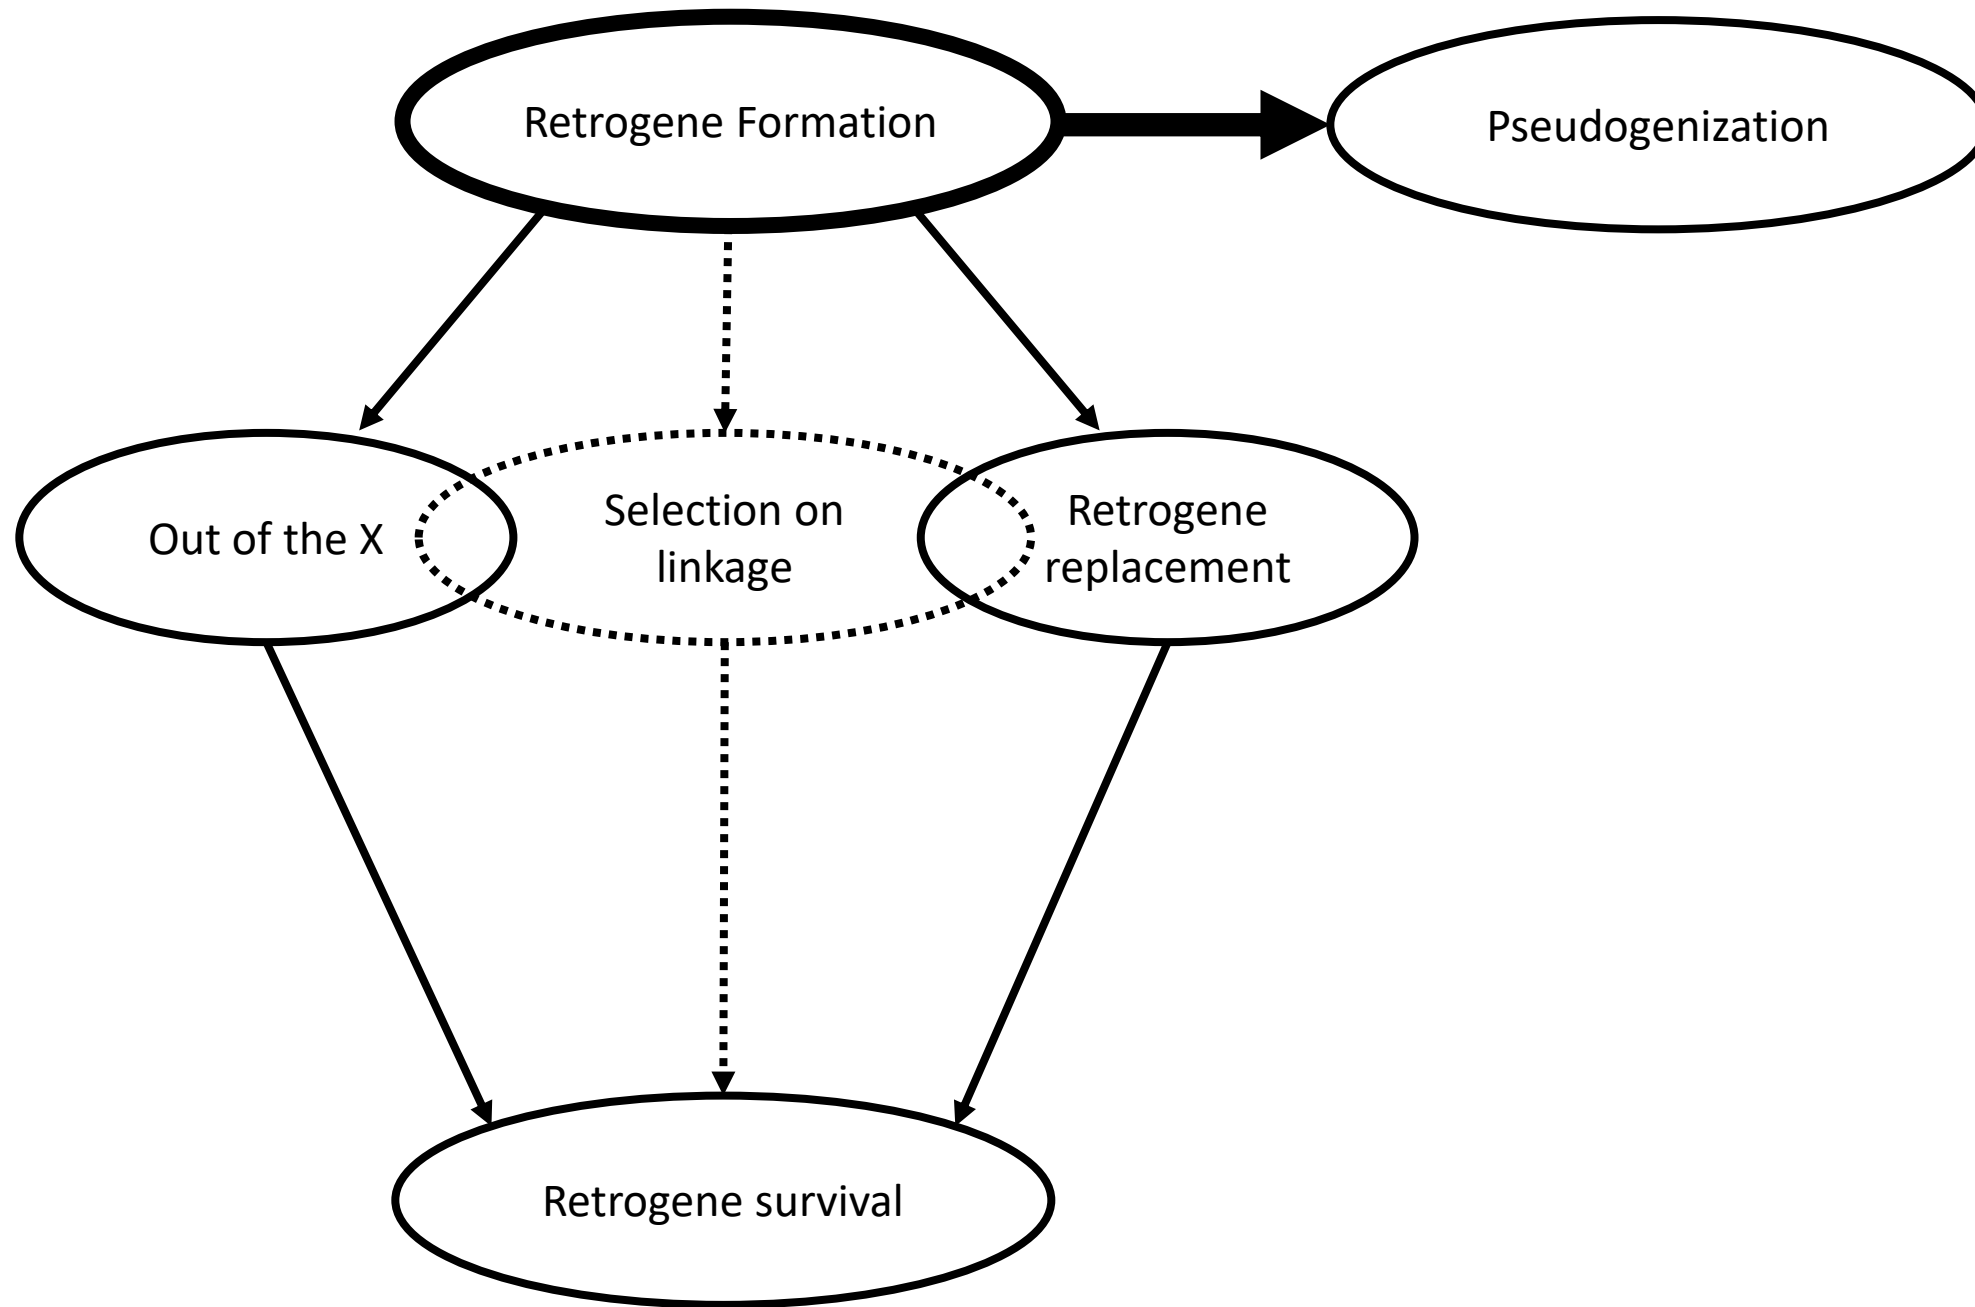 Retrogene Formation
Pseudogenization
Out of the X
Selection on
linkage
Retrogene
replacement
Retrogene survival